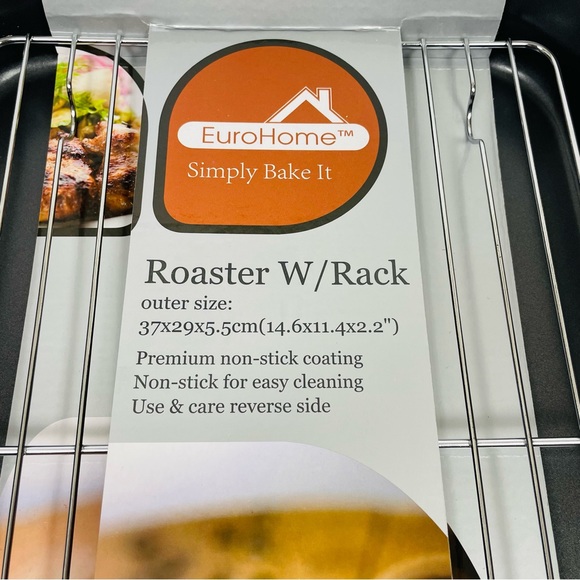 EuroHome™
Simply Bake It
Roaster W/Rack
outer size:
37x29x5.5cm(14.6x11.4x2.2")
Premium non-stick coating
Non-stick for easy cleaning
Use & care reverse side